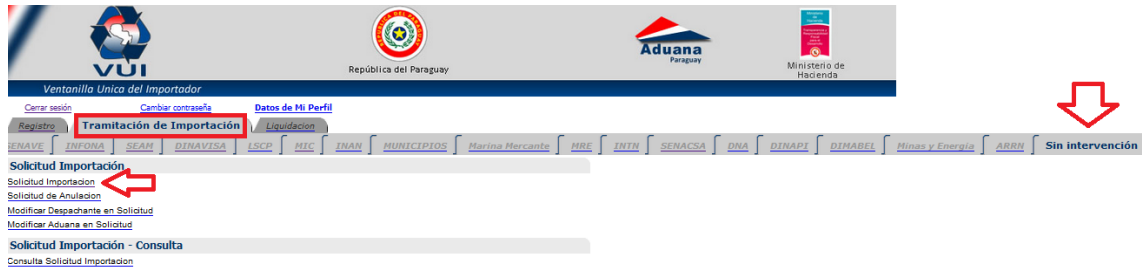 VUI
República del Paraguay
Aduana
Paraguay
Ministerio de
Hacienda
Ventanilla Unica del Importador
Cerrar sesión Cambiar contraseña Datos de Mi Perfil
Registro Tramitación de Importación Liquidacion
SENAVE INFONA SEAM DINAVISA LSCP MIC INAN MUNICIPIOS Marina Mercante MRE INTN SENACSA DNA DINAPI DIMABEL Minas y Energía ARRN Sin intervención
Solicitud Importación
Solicitud Importacion
Solicitud de Anulacion
Modificar Despachante en Solicitud
Modificar Aduana en Solicitud
Solicitud Importación - Consulta
Consulta Solicitud Importacion